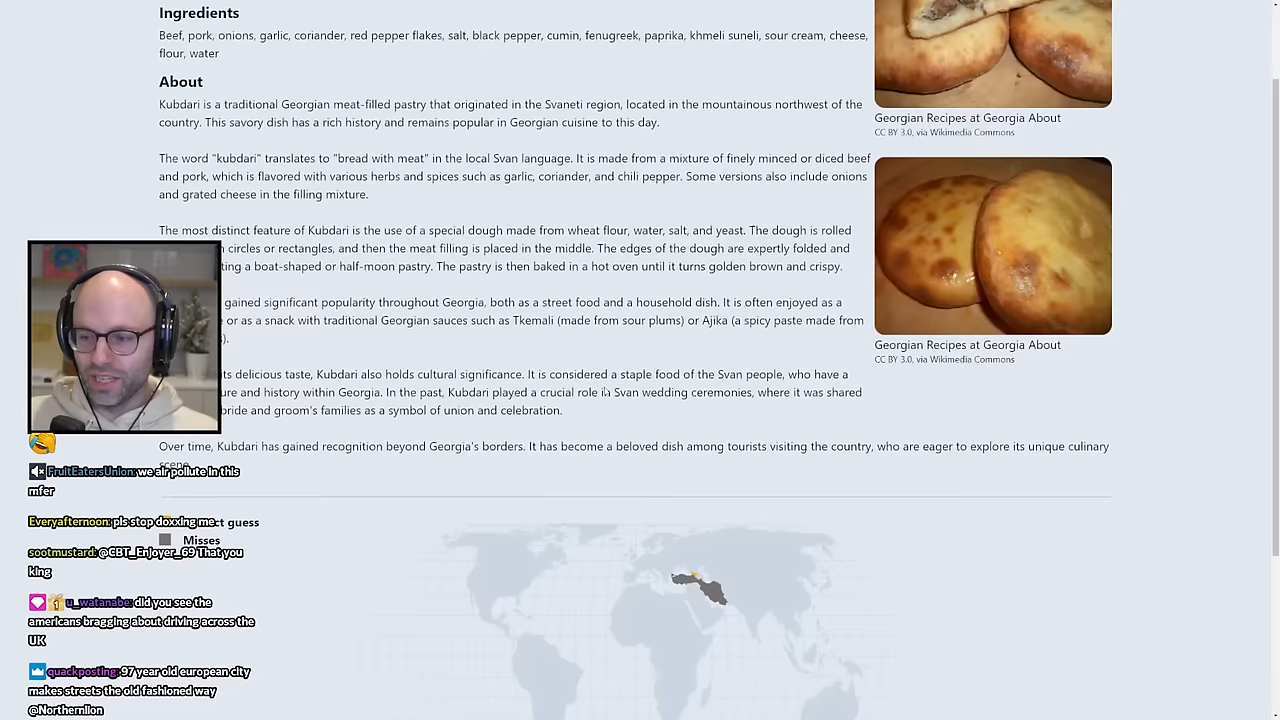 Ingredients
Beef, pork, onions, garlic, coriander, red pepper flakes, salt, black pepper, cumin, fenugreek, paprika, khmeli suneli, sour cream, cheese,
flour, water
About
Kubdari is a traditional Georgian meat-filled pastry that originated in the Svaneti region, located in the mountainous northwest of the
country. This savory dish has a rich history and remains popular in Georgian cuisine to this day.
The word "kubdari" translates to "bread with meat" in the local Svan language. It is made from a mixture of finely minced or diced beef
and pork, which is flavored with various herbs and spices such as garlic, coriander, and chili pepper. Some versions also include onions
and grated cheese in the filling mixture.
The most distinct feature of Kubdari is the use of a special dough made from wheat flour, water, salt, and yeast. The dough is rolled
circles or rectangles, and then the meat filling is placed in the middle. The edges of the dough are expertly folded and
ting a boat-shaped or half-moon pastry. The pastry is then baked in a hot oven until it turns golden brown and crispy.
gained significant popularity throughout Georgia, both as a street food and a household dish. It is often enjoyed as a
or as a snack with traditional Georgian sauces such as Tkemali (made from sour plums) or Ajika (a spicy paste made from
).
its delicious taste, Kubdari also holds cultural significance. It is considered a staple food of the Svan people, who have a
ure and history within Georgia. In the past, Kubdari played a crucial role in Svan wedding ceremonies, where it was shared
bride and groom's families as a symbol of union and celebration.
Over time, Kubdari has gained recognition beyond Georgia's borders. It has become a beloved dish among tourists visiting the country, who are eager to explore its unique culinary
scene.
Georgian Recipes at Georgia About
CC BY 3.0, via Wikimedia Commons
Georgian Recipes at Georgia About
CC BY 3.0, via Wikimedia Commons
t guess
Misses
FruitEatersUnion: we air pollute in this
mfer
Everyafternoon: pls stop doxxing me
sootmustard: @CBT_Enjoyer_69 That you
king
u_watanabe: did you see the
americans bragging about driving across the
UK
quackposting: 97 year old european city
makes streets the old fashioned way
@Northernlion